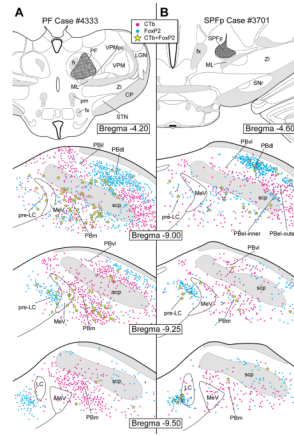 PF Case #4333
CTb
FoxP2
CTb+FoxP2
SPFp Case #3701
A
B
PF
VPMpc
LGN
fr
VPM
ML
ZI
pm
CP
fx
STN
Bregma -4.20
SPFp
fx
ZI
ML
SNr
Bregma -4.60
PBil
PBdl
MeV
scp
pre-LC
MeV
PBm
Bregma -9.00
PBvl
PBdl
MeV
scp
pre-LC
PBel-inner
PBel-outer
PBvl
scp
pre-LC
MeV
PBm
Bregma -9.25
PBvl
scp
pre-LC
MeV
PBm
LC
scp
MeV
PBm
Bregma -9.50
LC
scp
MeV
PBm